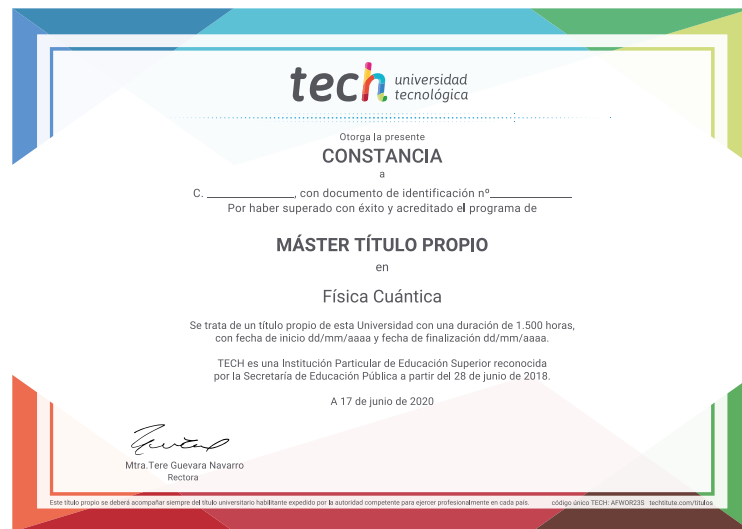 tech universidad
tecnológica
Otorga la presente
CONSTANCIA
a
C. ______________, con documento de identificación nº______________
Por haber superado con éxito y acreditado el programa de
MÁSTER TÍTULO PROPIO
en
Física Cuántica
Se trata de un título propio de esta Universidad con una duración de 1.500 horas,
con fecha de inicio dd/mm/aaaa y fecha de finalización dd/mm/aaaa.
TECH es una Institución Particular de Educación Superior reconocida
por la Secretaría de Educación Pública a partir del 28 de junio de 2018.
A 17 de junio de 2020
Mtra.Tere Guevara Navarro
Rectora
Este título propio se deberá acompañar siempre del título universitario habilitante expedido por la autoridad competente para ejercer profesionalmente en cada país. código único TECH: AFWOR23S techtitute.com/títulos